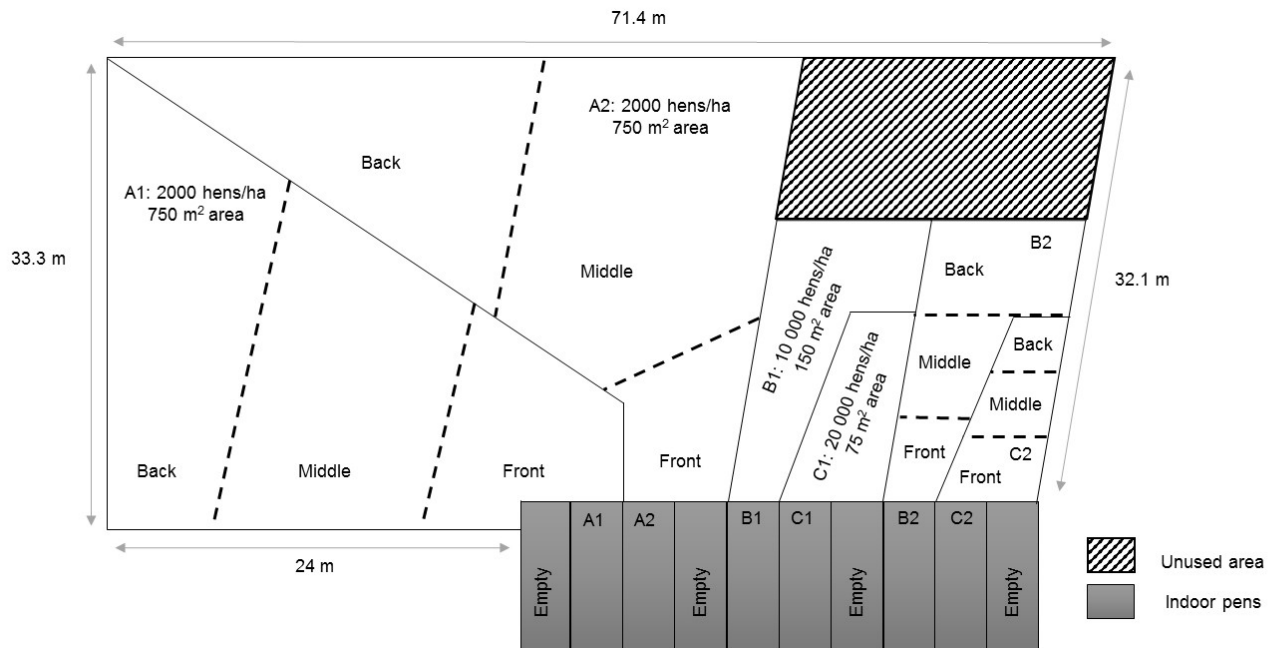 71.4 m
A2: 2000 hens/ha
750 m² area
Back
A1: 2000 hens/ha
750 m² area
33.3 m
Middle
B2
Back
32.1 m
B1: 10 000 hens/ha
150 m² area
C1: 20 000 hens/ha
75 m² area
Back
Middle
Middle
Front
C2
Front
Back
Middle
Front
Front
A1
A2
B1
C1
B2
C2
Empty
Empty
Empty
Empty
24 m
Unused area
Indoor pens